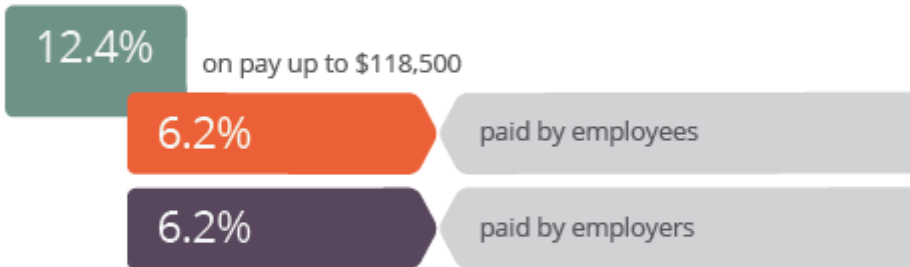 12.4%
on pay up to $118,500
6.2%
paid by employees
6.2%
paid by employers